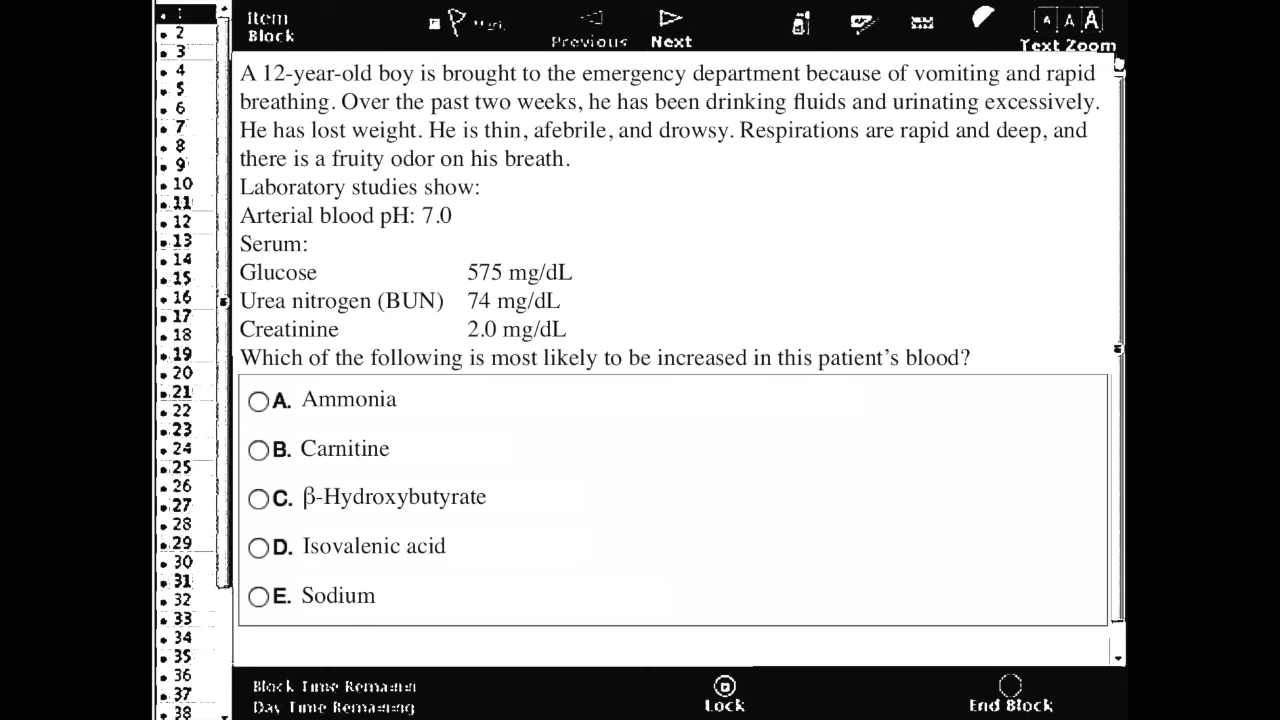 Item
Block
Mark
Previous
Next
A A A
Text Zoom
1
2
3
4
5
6
7
8
9
10
11
12
13
14
15
16
17
18
19
20
21
22
23
24
25
26
27
28
29
30
31
32
33
34
35
36
37
38
A 12-year-old boy is brought to the emergency department because of vomiting and rapid
breathing. Over the past two weeks, he has been drinking fluids and urinating excessively.
He has lost weight. He is thin, afebrile, and drowsy. Respirations are rapid and deep, and
there is a fruity odor on his breath.
Laboratory studies show:
Arterial blood pH: 7.0
Serum:
Glucose 575 mg/dL
Urea nitrogen (BUN) 74 mg/dL
Creatinine 2.0 mg/dL
Which of the following is most likely to be increased in this patient’s blood?
A. Ammonia
B. Carnitine
C. β-Hydroxybutyrate
D. Isovalenic acid
E. Sodium
Block Time
Day Time
Lock
End Block